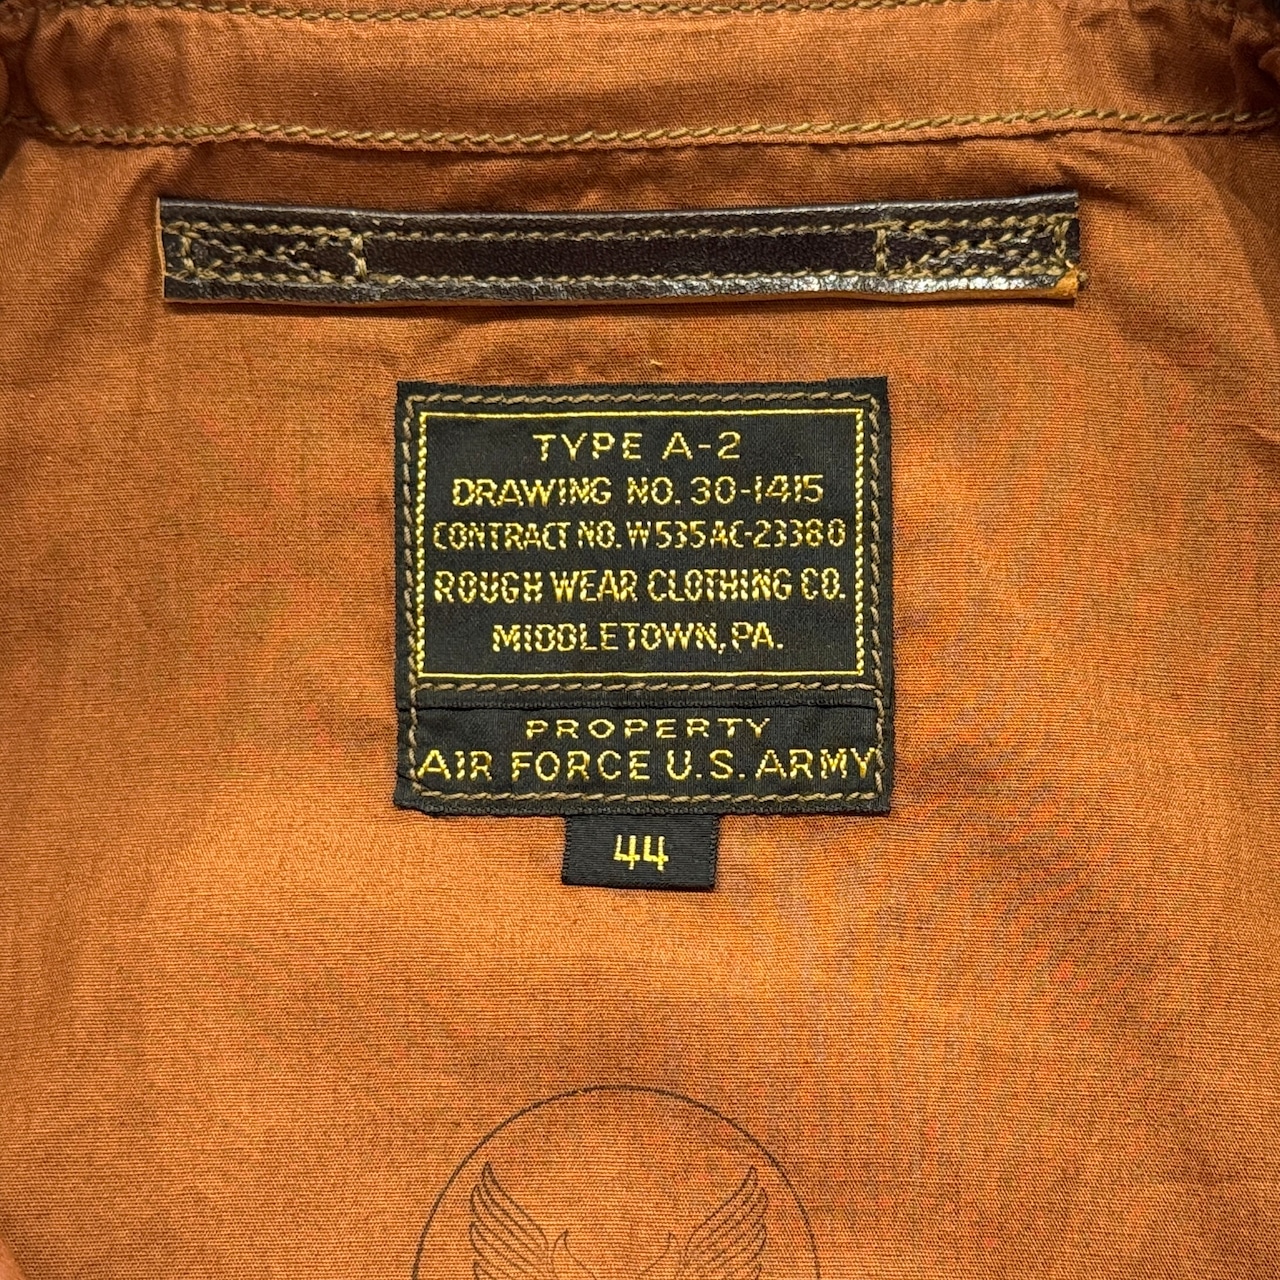 TYPE A-2
DRAWING NO. 30-1415
CONTRACT NO. W535AC-23380
ROUGH WEAR CLOTHING CO.
MIDDLETOWN, PA.
PROPERTY
AIR FORCE U.S. ARMY
44